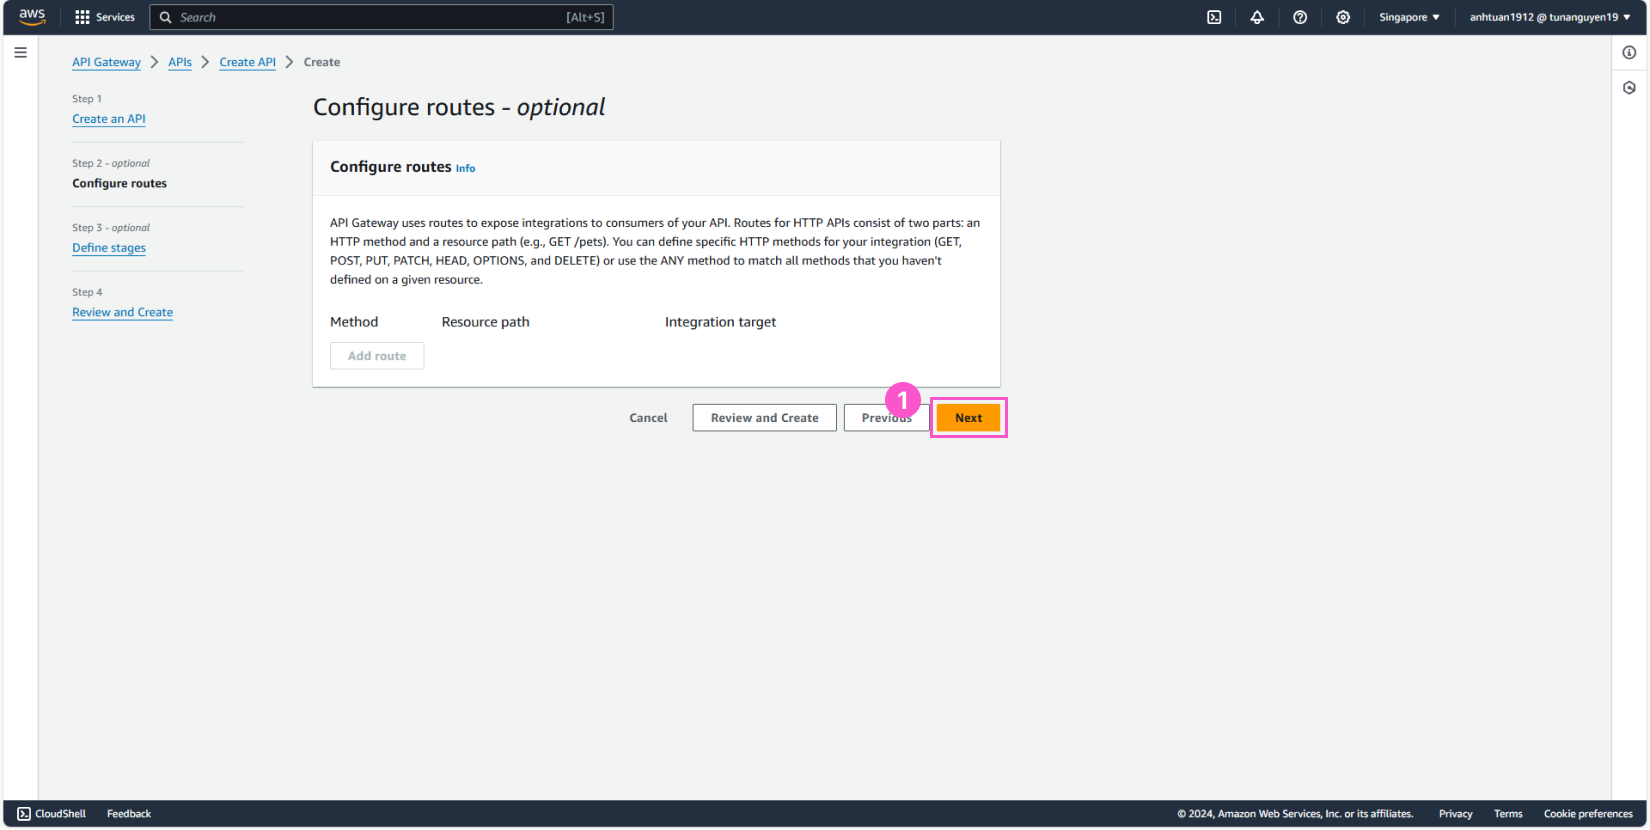 aws
Services
Search
[Alt+S]
Singapore ▼
anhtuan1912 @ tunanguyen19 ▼
API Gateway > APIs > Create API > Create
Step 1
Create an API
Step 2 - optional
Configure routes
Step 3 - optional
Define stages
Step 4
Review and Create
Configure routes - optional
Configure routes Info
API Gateway uses routes to expose integrations to consumers of your API. Routes for HTTP APIs consist of two parts: an
HTTP method and a resource path (e.g., GET /pets). You can define specific HTTP methods for your integration (GET,
POST, PUT, PATCH, HEAD, OPTIONS, and DELETE) or use the ANY method to match all methods that you haven't
defined on a given resource.
Method
Resource path
Integration target
Add route
1
Cancel
Review and Create
Previous
Next
CloudShell
Feedback
© 2024, Amazon Web Services, Inc. or its affiliates.
Privacy
Terms
Cookie preferences